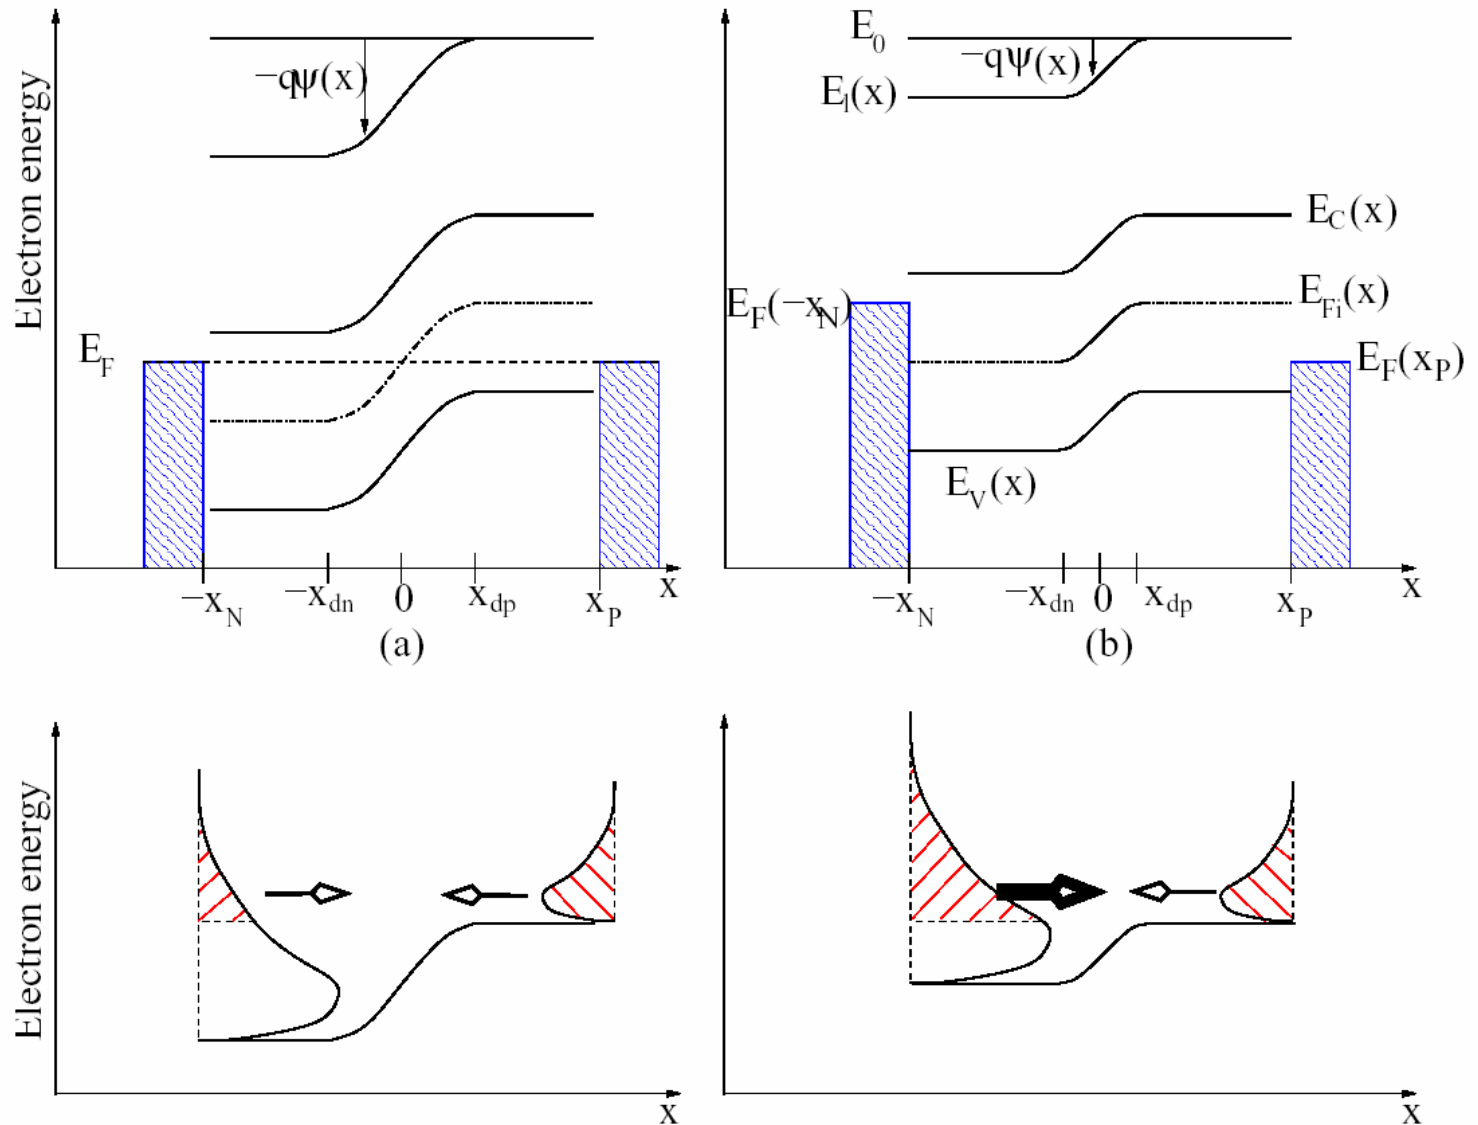 Electron energy
−qψ(x)
E_F
−x_N
−x_dn
0
x_dp
x_P
x
(a)
E_0
−qψ(x)
E_l(x)
E_C(x)
E_F(−x_N)
E_Fi(x)
E_F(x_P)
E_V(x)
−x_N
−x_dn
0
x_dp
x_P
x
(b)
Electron energy
x
x